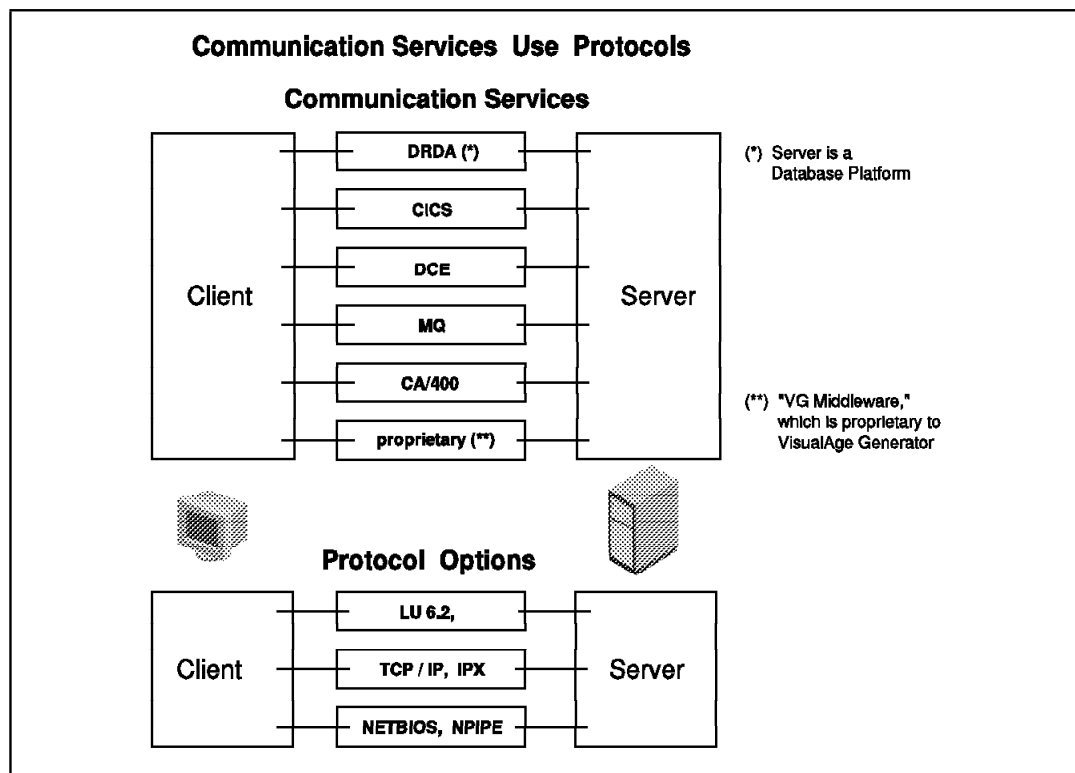 Communication Services Use Protocols
Communication Services
DRDA (*)
CICS
DCE
MQ
CA/400
proprietary (**)
Client
Server
(*) Server is a
Database Platform
(**) "VG Middleware,"
which is proprietary to
VisualAge Generator
Protocol Options
LU 6.2,
TCP / IP, IPX
NETBIOS, NPIPE
Client
Server